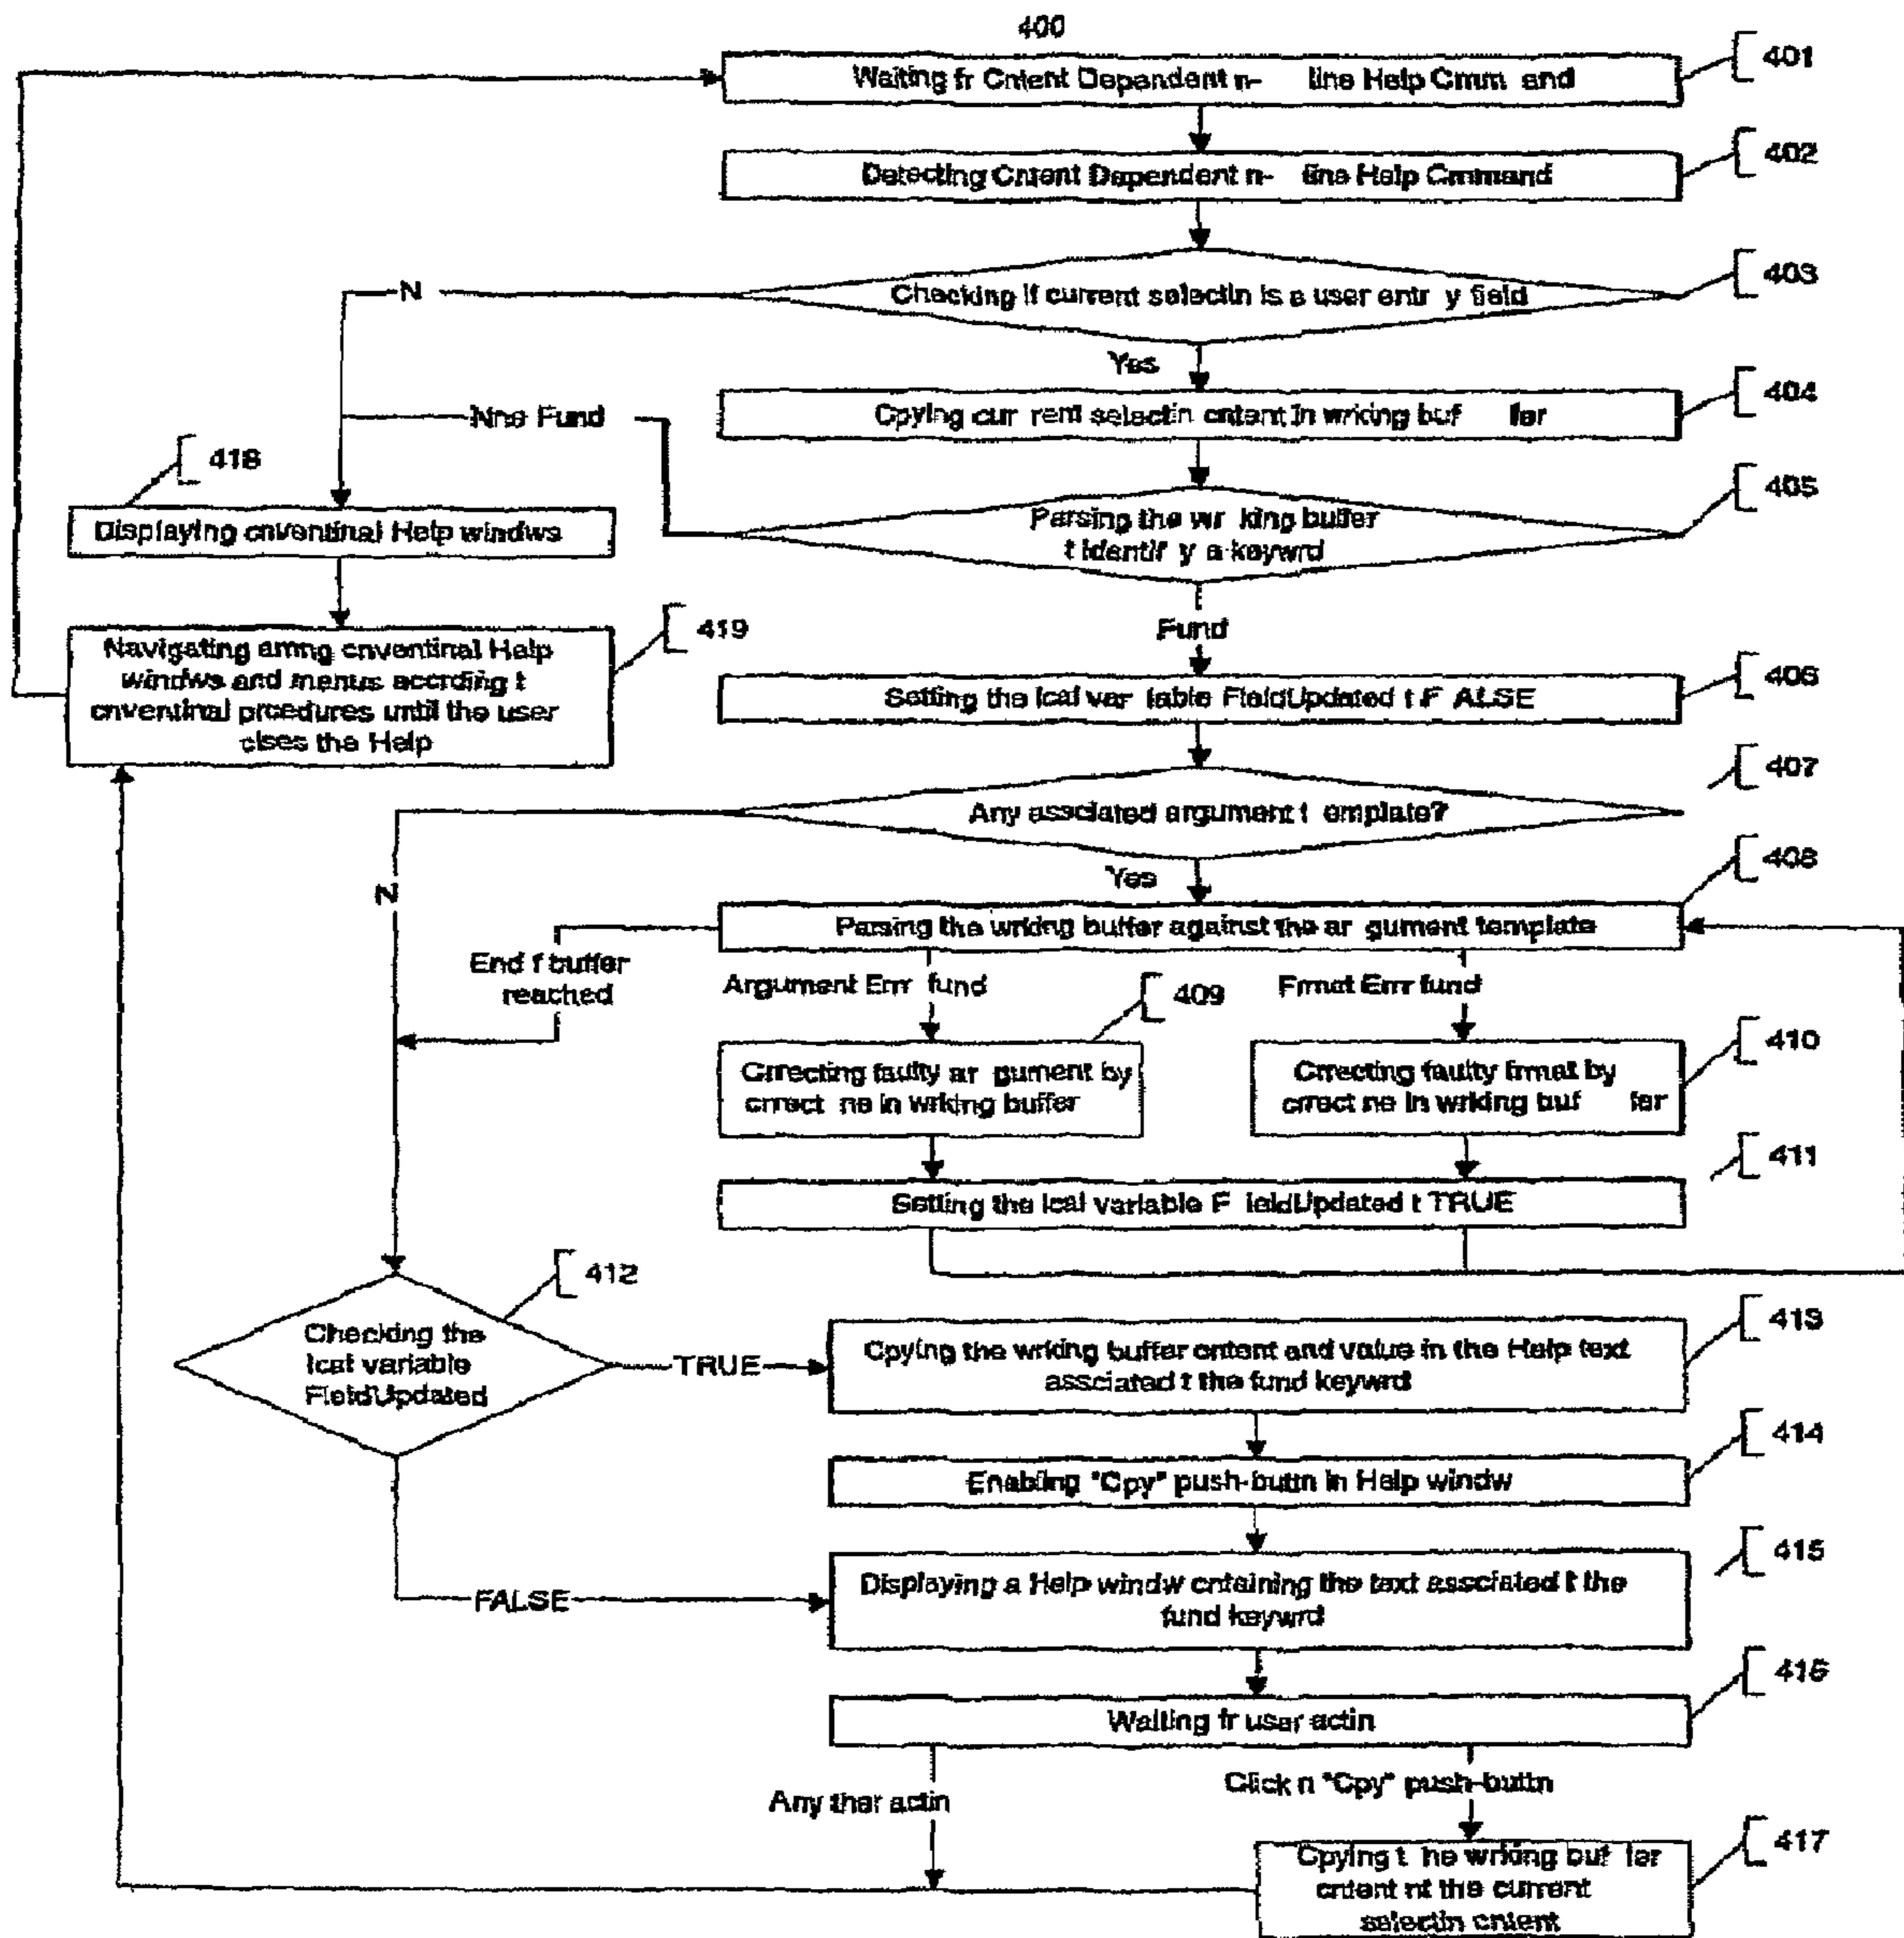 400
Waiting fr Cntent Dependent n- line Help Cmm and
401
Detecting Cntent Dependent n- line Help Cmmand
402
Checking if current selectin is a user entr y field
403
N
Yes
Cpying cur rent selectin cntent in wrking buf fer
404
Nne Fund
418
Parsing the wr king buffer
t identif y a keywrd
405
Displaying cnventinal Help windws
Fund
Navigating amng cnventinal Help
windws and menus accrding t
cnventinal prcedures until the user
clses the Help
419
Setting the lcal var iable FieldUpdated t F ALSE
406
Any assciated argument t emplate?
407
N
Yes
Parsing the wrking buffer against the ar gument template
408
End f buffer
reached
Argument Errr fund
Frmat Errr fund
409
Crrecting faulty ar gument by
crrect ne in wrking buffer
Crrecting faulty frmat by
crrect ne in wrking buf fer
410
Setting the lcal variable F ieldUpdated t TRUE
411
412
Checking the
lcal variable
FieldUpdated
TRUE
Cpying the wrking buffer cntent and value in the Help text
assciated t the fund keywrd
413
Enabling "Cpy" push-buttn in Help windw
414
FALSE
Displaying a Help windw cntaining the text assciated t the
fund keywrd
415
Waiting fr user actin
416
Any ther actin
Click n "Cpy" push-buttn
Cpying t he wrking buf fer
cntent nt the current
selectin cntent
417